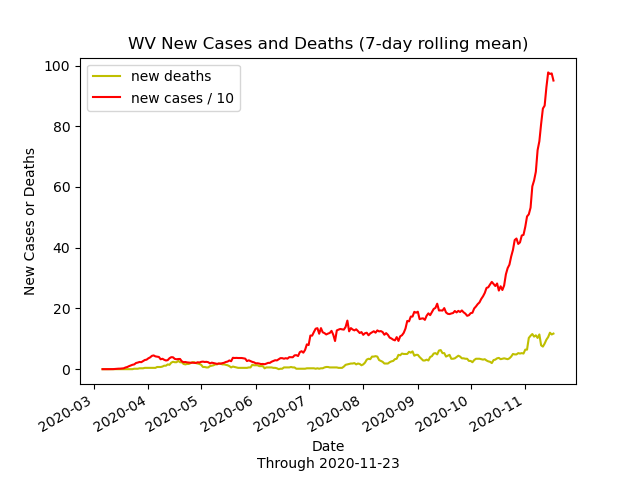 WV New Cases and Deaths (7-day rolling mean)
new deaths
new cases / 10
New Cases or Deaths
100
80
60
40
20
0
2020-03
2020-04
2020-05
2020-06
2020-07
2020-08
2020-09
2020-10
2020-11
Date
Through 2020-11-23